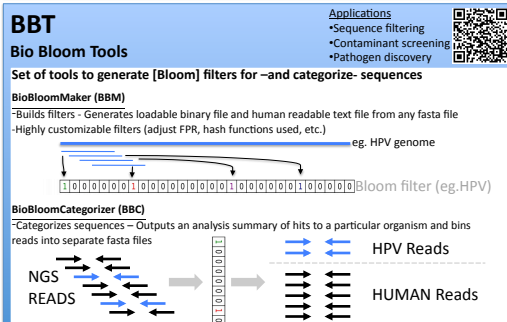 BBT
Bio Bloom Tools
Applications
•Sequence filtering
•Contaminant screening
•Pathogen discovery
Set of tools to generate [Bloom] filters for –and categorize- sequences
BioBloomMaker (BBM)
-Builds filters - Generates loadable binary file and human readable text file from any fasta file
-Highly customizable filters (adjust FPR, hash functions used, etc.)
eg. HPV genome
1 0 0 0 0 0 0 1 0 0 0 0 0 0 0 0 0 1 0 0 0 0 0 0 1 0 0 0 0 0 Bloom filter (eg.HPV)
BioBloomCategorizer (BBC)
-Categorizes sequences – Outputs an analysis summary of hits to a particular organism and bins
reads into separate fasta files
NGS
READS
HPV Reads
HUMAN Reads